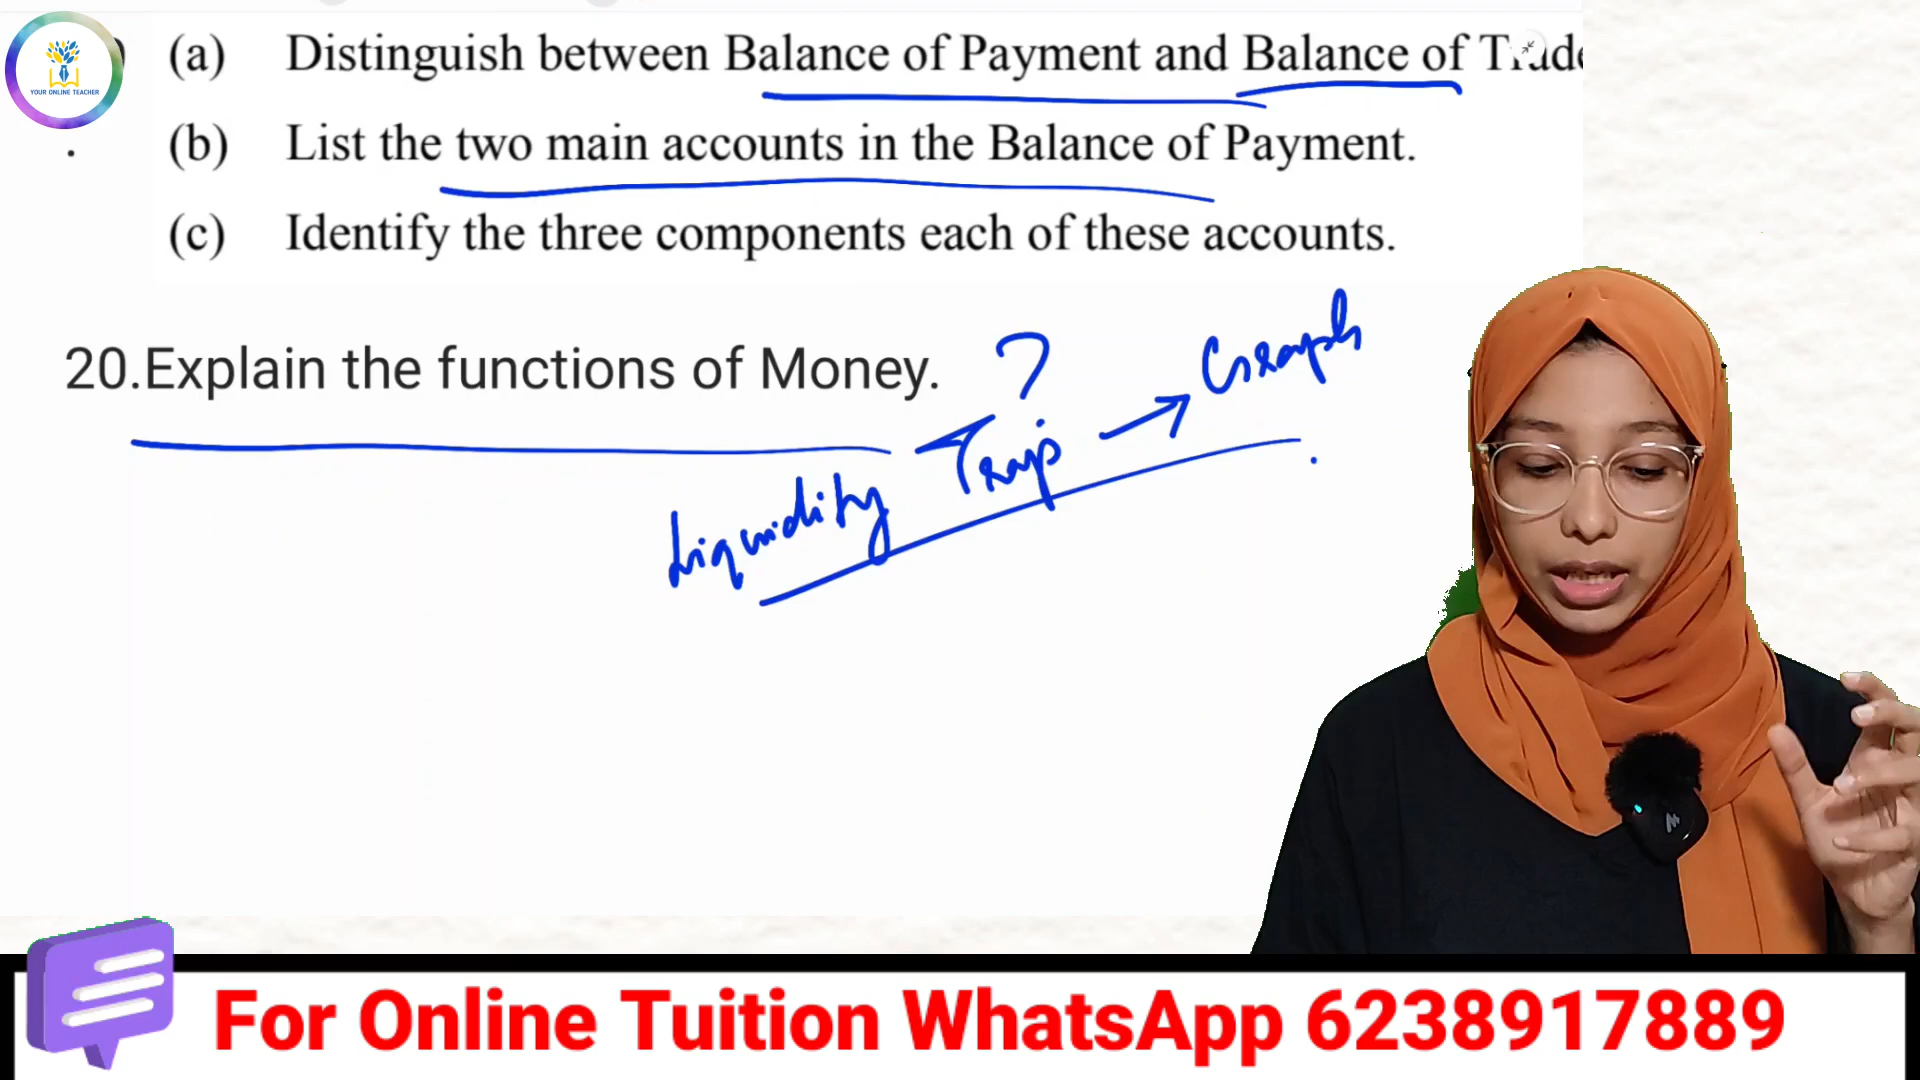 YOUR ONLINE TEACHER
(a) Distinguish between Balance of Payment and Balance of Trade
(b) List the two main accounts in the Balance of Payment.
(c) Identify the three components each of these accounts.
20.Explain the functions of Money. ?
Liquidity Trap → Graph
For Online Tuition WhatsApp 6238917889